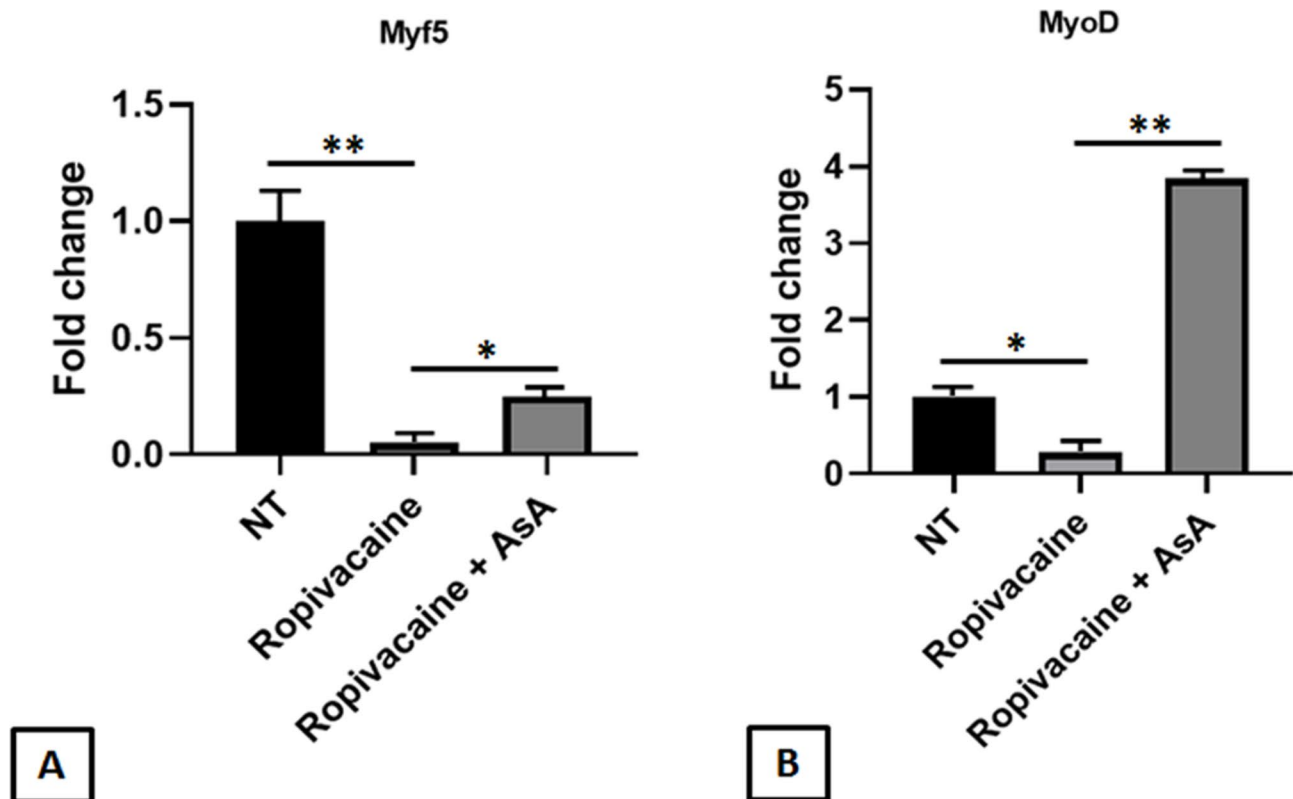 Myf5
Fold change
1.5
1.0
0.5
0.0
**
*
NT
Ropivacaine
Ropivacaine + AsA
A
MyoD
Fold change
5
4
3
2
1
0
*
**
NT
Ropivacaine
Ropivacaine + AsA
B